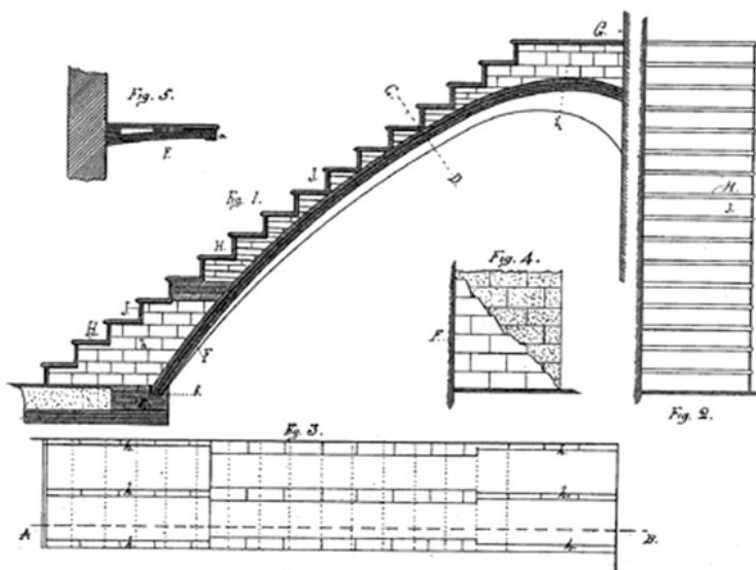 G.
Fig. 5.
C.
E.
L
J.
D.
Fig. 1.
H.
J.
H.
J.
Fig. 4.
H.
h
F
F.
R.
Fig. 2.
Fig. 3.
h.
h.
h.
h.
A
B.
h.
h.